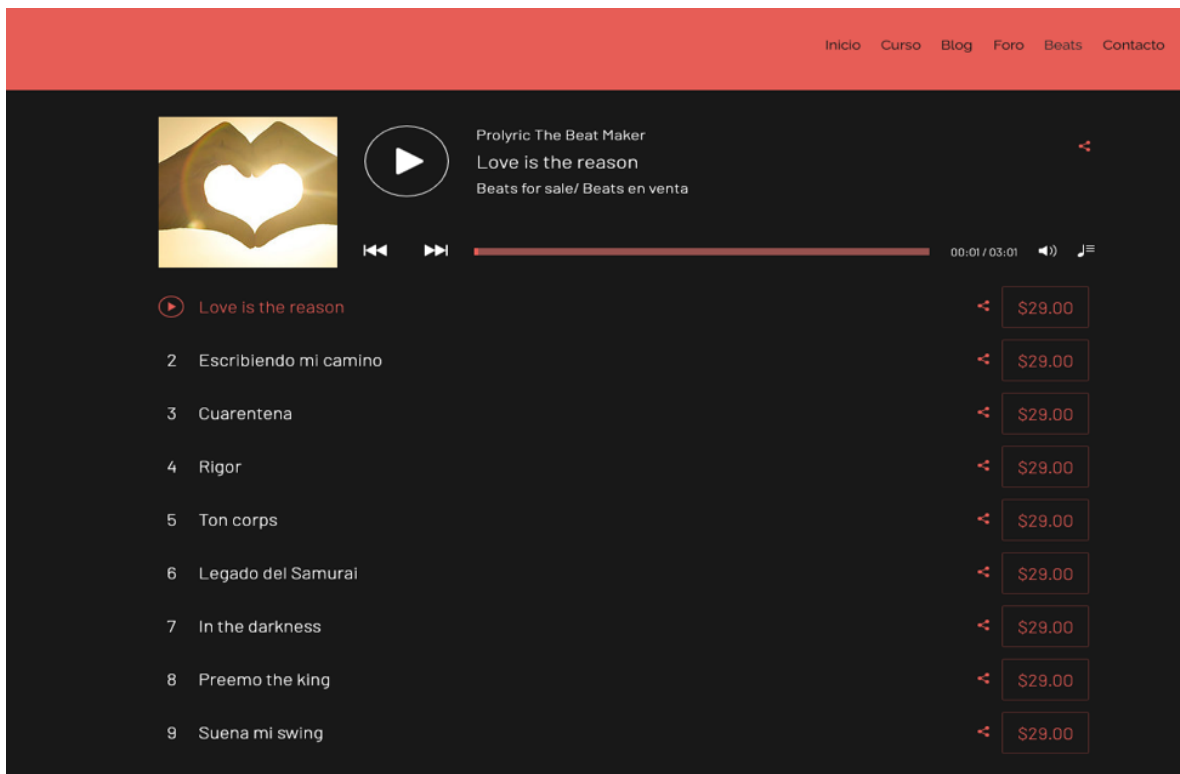 Inicio Curso Blog Foro Beats Contacto
Prolyric The Beat Maker
Love is the reason
Beats for sale/ Beats en venta
00:01 / 03:01
Love is the reason $29.00
2 Escribiendo mi camino $29.00
3 Cuarentena $29.00
4 Rigor $29.00
5 Ton corps $29.00
6 Legado del Samurai $29.00
7 In the darkness $29.00
8 Preemo the king $29.00
9 Suena mi swing $29.00